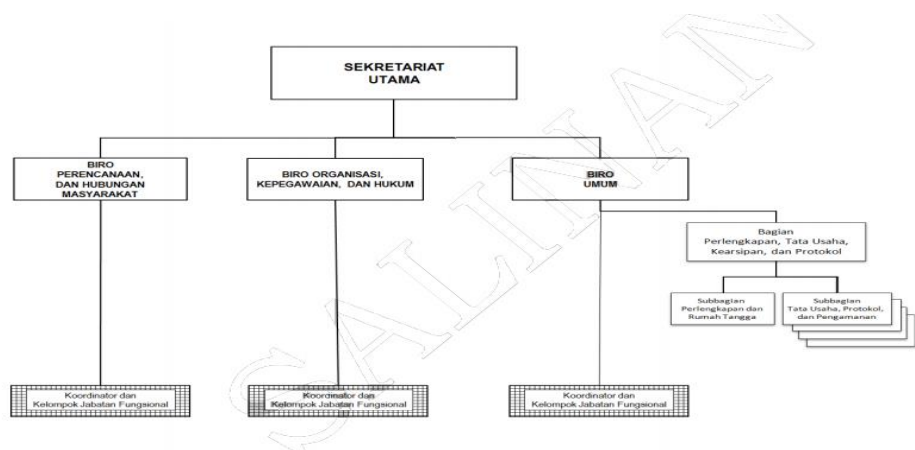 SEKRETARIAT
UTAMA
BIRO
PERENCANAAN,
DAN HUBUNGAN
MASYARAKAT
BIRO ORGANISASI,
KEPEGAWAIAN, DAN HUKUM
BIRO
UMUM
Bagian
Perlengkapan, Tata Usaha,
Kearsipan, dan Protokol
Subbagian
Perlengkapan dan
Rumah Tangga
Subbagian
Tata Usaha, Protokol,
dan Pengamanan
Koordinator dan
Kelompok Jabatan Fungsional
Koordinator dan
Kelompok Jabatan Fungsional
Koordinator dan
Kelompok Jabatan Fungsional
SALINAN